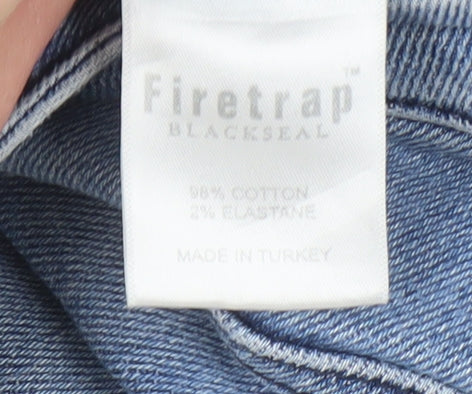 Firetrap™
BLACKSEAL
98% COTTON
2% ELASTANE
MADE IN TURKEY